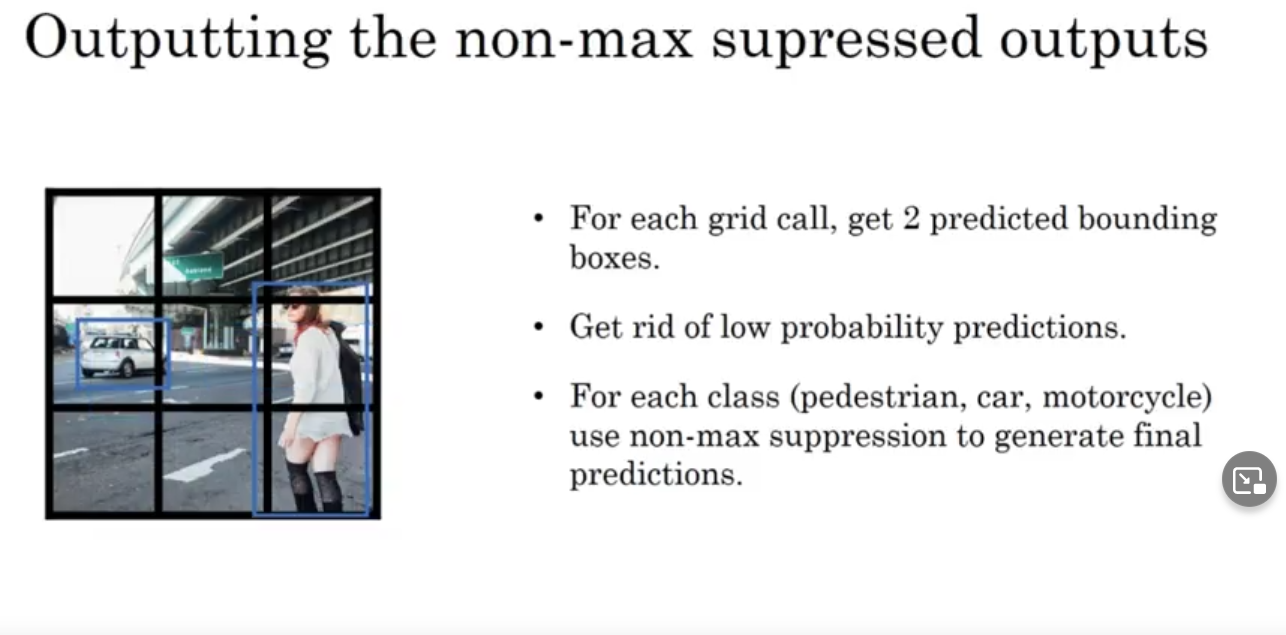 Outputting the non-max supressed outputs
• For each grid call, get 2 predicted bounding
boxes.
• Get rid of low probability predictions.
• For each class (pedestrian, car, motorcycle)
use non-max suppression to generate final
predictions.